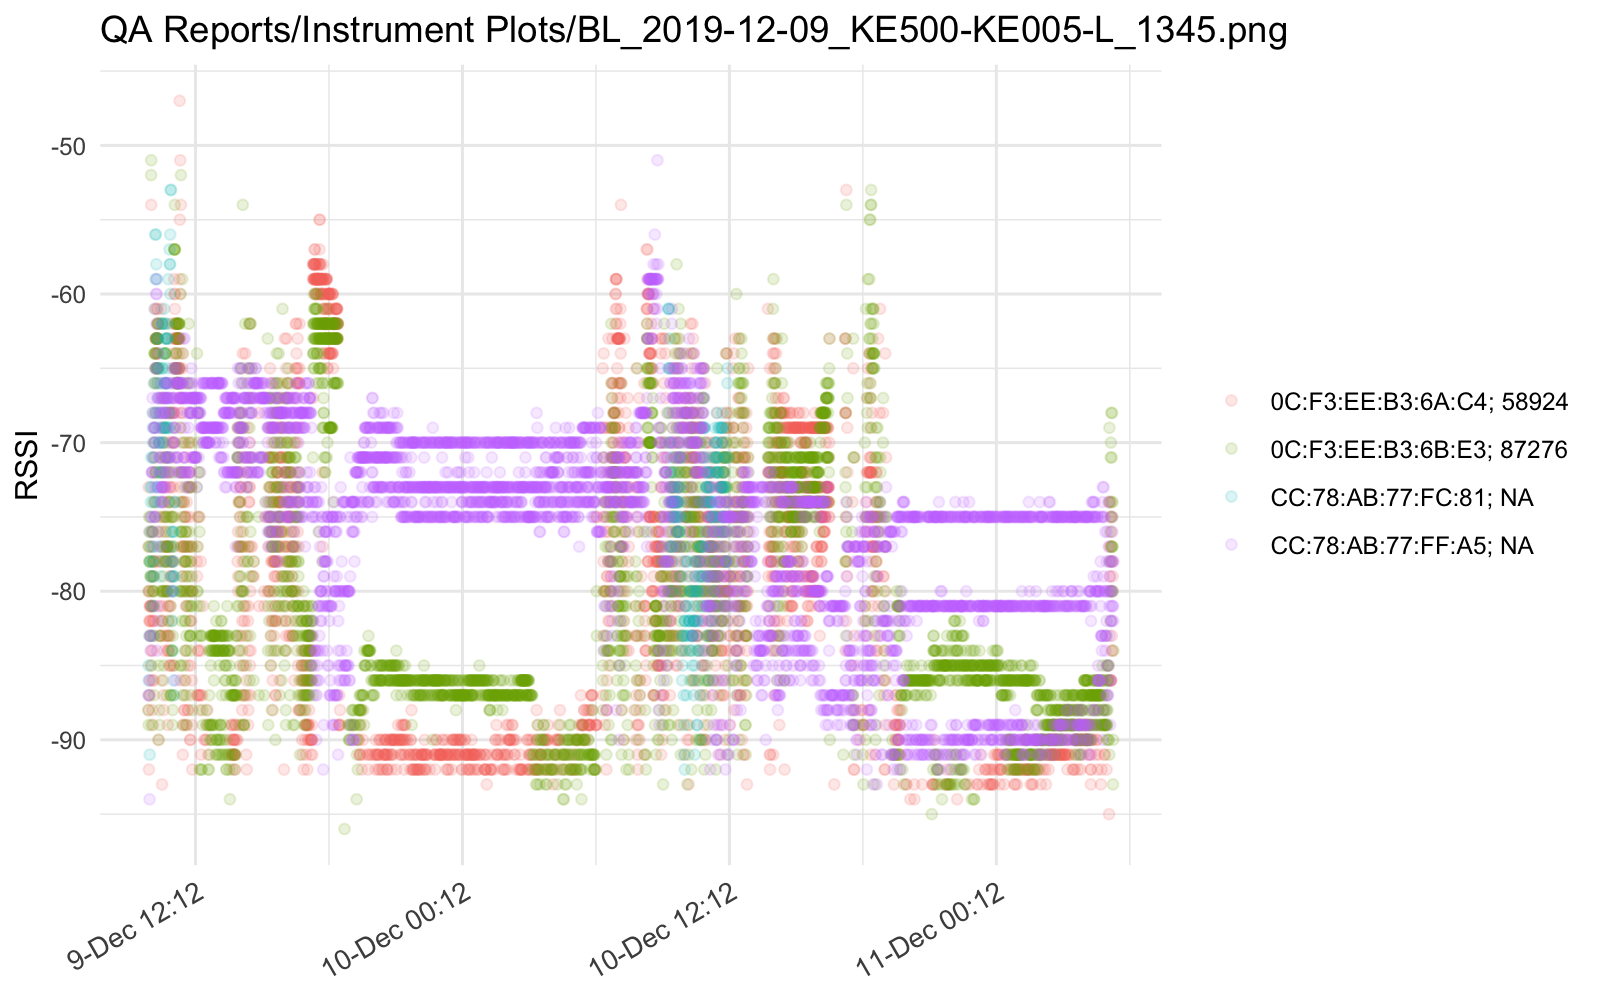 QA Reports/Instrument Plots/BL_2019-12-09_KE500-KE005-L_1345.png
RSSI
-50
-60
-70
-80
-90
9-Dec 12:12
10-Dec 00:12
10-Dec 12:12
11-Dec 00:12
0C:F3:EE:B3:6A:C4; 58924
0C:F3:EE:B3:6B:E3; 87276
CC:78:AB:77:FC:81; NA
CC:78:AB:77:FF:A5; NA